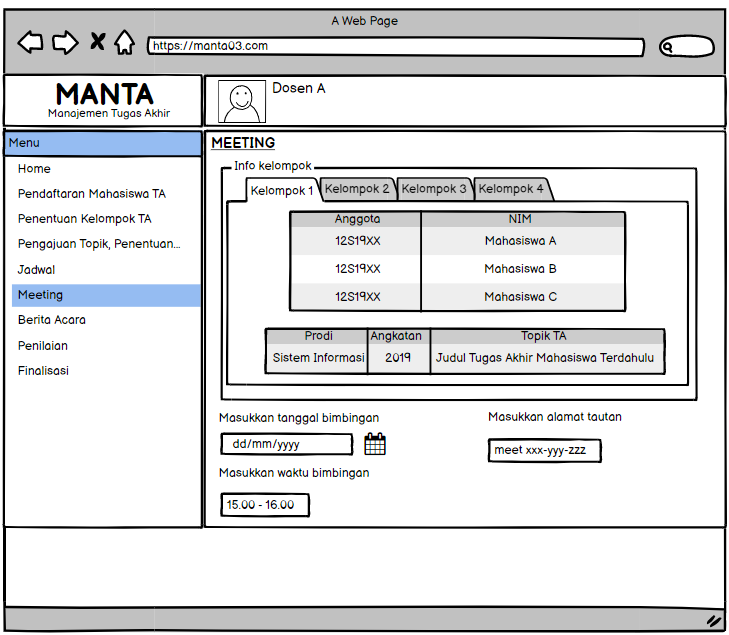 A Web Page
https://manta03.com
MANTA
Manajemen Tugas Akhir
Dosen A
Menu
Home
Pendaftaran Mahasiswa TA
Penentuan Kelompok TA
Pengajuan Topik, Penentuan...
Jadwal
Meeting
Berita Acara
Penilaian
Finalisasi
MEETING
Info kelompok
Kelompok 1 Kelompok 2 Kelompok 3 Kelompok 4
Anggota NIM
12S19XX Mahasiswa A
12S19XX Mahasiswa B
12S19XX Mahasiswa C
Prodi Angkatan Topik TA
Sistem Informasi 2019 Judul Tugas Akhir Mahasiswa Terdahulu
Masukkan tanggal bimbingan
dd/mm/yyyy
Masukkan alamat tautan
meet xxx-yyy-zzz
Masukkan waktu bimbingan
15.00 - 16.00